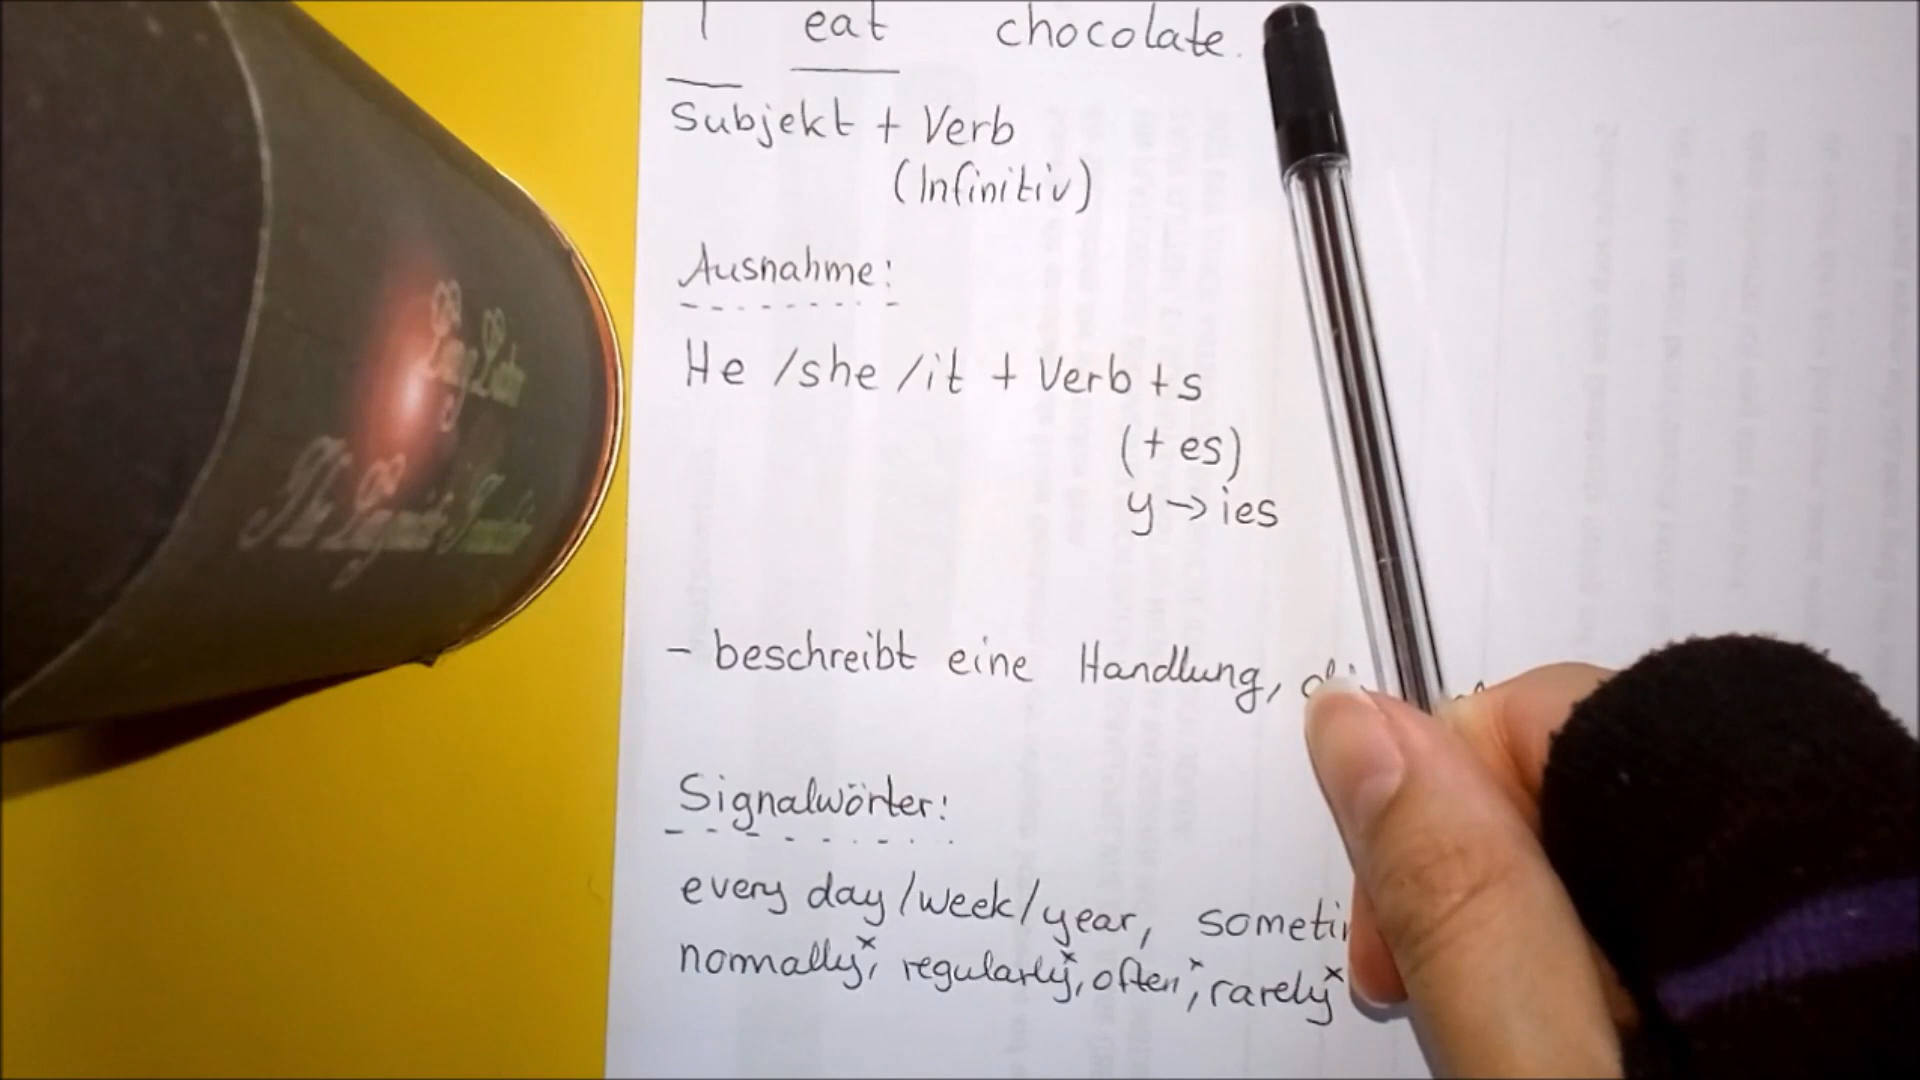 I eat chocolate.
Subjekt + Verb
(Infinitiv)
Ausnahme:
He /she /it + Verb + s
(+ es)
y → ies
- beschreibt eine Handlung,
Signalwörter:
every day /week/year,
normally, regularly, often, rarely